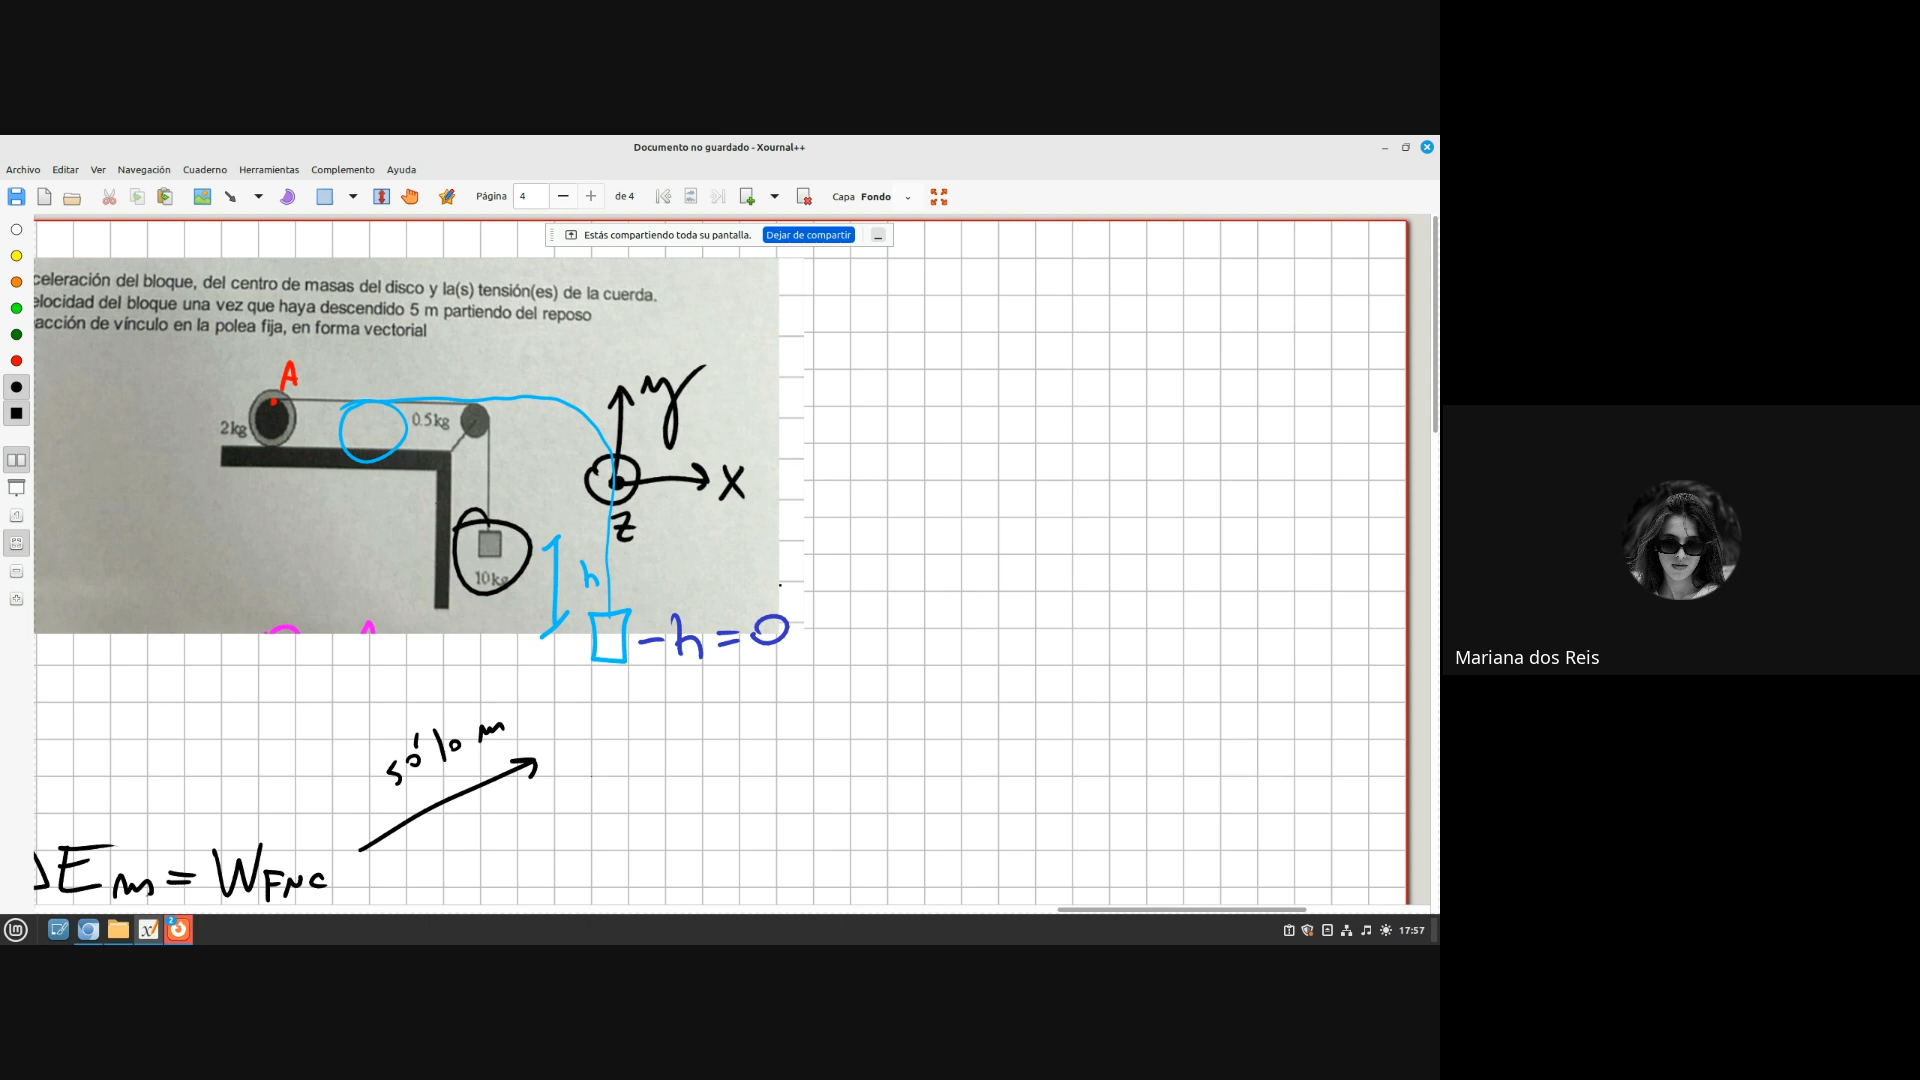 Documento no guardado - Xournal++
Archivo Editar Ver Navegación Cuaderno Herramientas Complemento Ayuda
Página 4 de 4 Capa Fondo
Estás compartiendo toda su pantalla. Dejar de compartir
celeración del bloque, del centro de masas del disco y la(s) tensión(es) de la cuerda.
elocidad del bloque una vez que haya descendido 5 m partiendo del reposo
acción de vínculo en la polea fija, en forma vectorial
A
y
2kg
0.5kg
X
z
h
10kg
-h=0
sólo m
ΔEm = WFNC
Mariana dos Reis
2
17:57